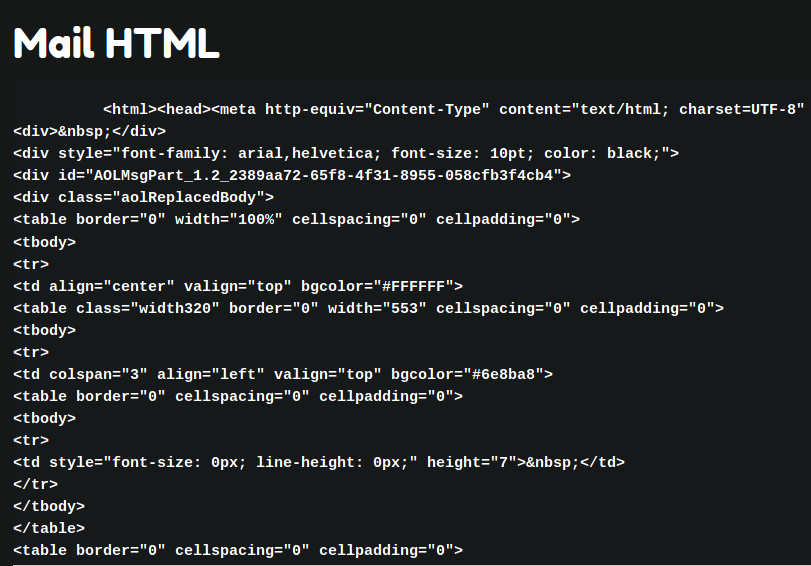 Mail HTML
<html><head><meta http-equiv="Content-Type" content="text/html; charset=UTF-8"
<div>&nbsp;</div>
<div style="font-family: arial,helvetica; font-size: 10pt; color: black;">
<div id="AOLMsgPart_1.2_2389aa72-65f8-4f31-8955-058cfb3f4cb4">
<div class="aolReplacedBody">
<table border="0" width="100%" cellspacing="0" cellpadding="0">
<tbody>
<tr>
<td align="center" valign="top" bgcolor="#FFFFFF">
<table class="width320" border="0" width="553" cellspacing="0" cellpadding="0">
<tbody>
<tr>
<td colspan="3" align="left" valign="top" bgcolor="#6e8ba8">
<table border="0" cellspacing="0" cellpadding="0">
<tbody>
<tr>
<td style="font-size: 0px; line-height: 0px;" height="7">&nbsp;</td>
</tr>
</tbody>
</table>
<table border="0" cellspacing="0" cellpadding="0">